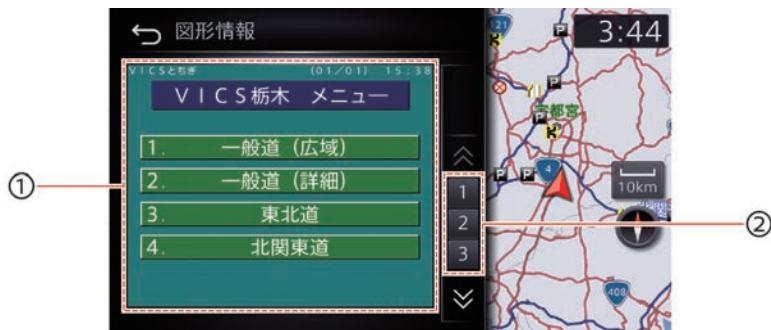 図形情報
3:44
VICSとちぎ (01/01) 15:38
VICS栃木 メニュー
1. 一般道(広域)
2. 一般道(詳細)
3. 東北道
4. 北関東道
1
2
3
①
②
121
P
P
P
宇都宮
P
P
4
10km
408